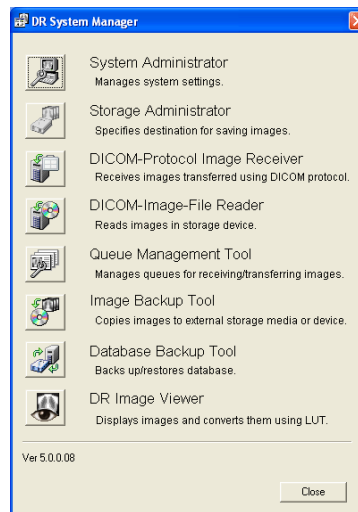 DR System Manager
System Administrator
Manages system settings.
Storage Administrator
Specifies destination for saving images.
DICOM-Protocol Image Receiver
Receives images transferred using DICOM protocol.
DICOM-Image-File Reader
Reads images in storage device.
Queue Management Tool
Manages queues for receiving/transferring images.
Image Backup Tool
Copies images to external storage media or device.
Database Backup Tool
Backs up/restores database.
DR Image Viewer
Displays images and converts them using LUT.
Ver 5.0.0.08
Close